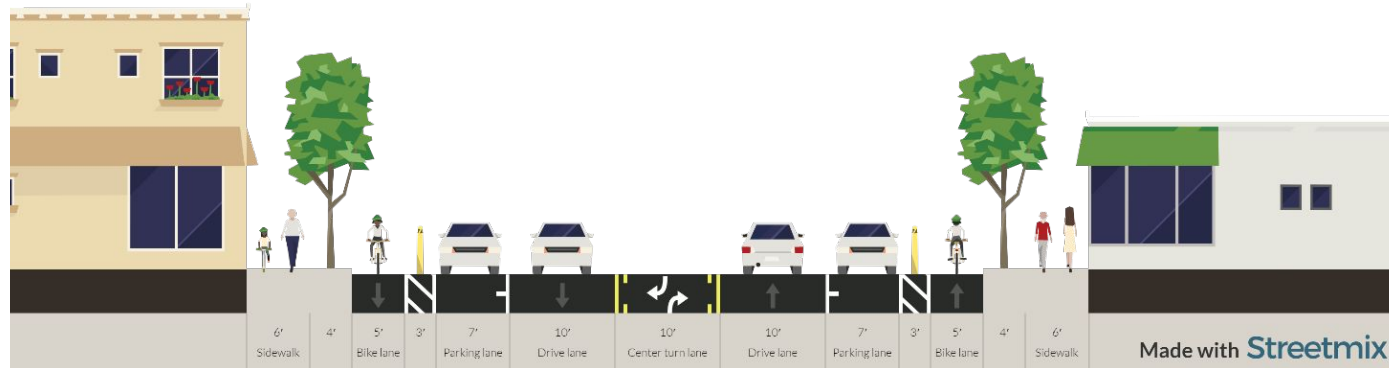 6' 4' 5' 3' 7' 10' 10' 10' 7' 3' 5' 4' 6'
Sidewalk Bike lane Parking lane Drive lane Center turn lane Drive lane Parking lane Bike lane Sidewalk
Made with Streetmix